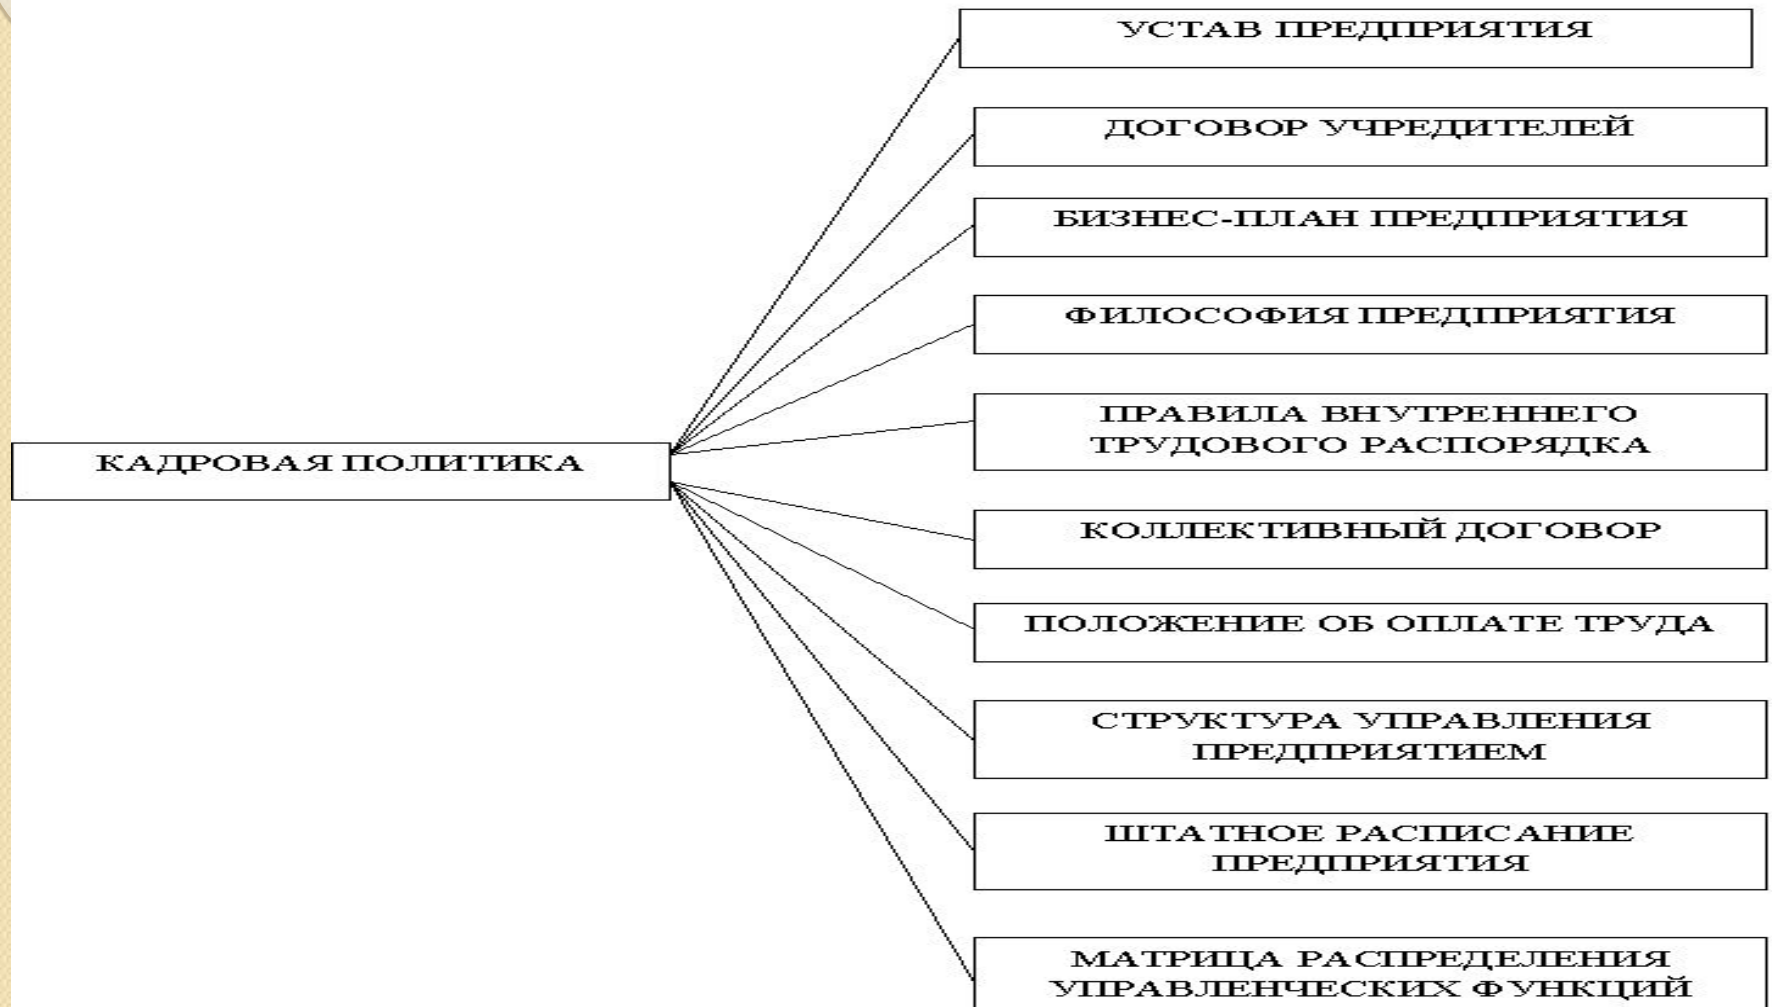 УСТАВ ПРЕДПРИЯТИЯ
ДОГОВОР УЧРЕДИТЕЛЕЙ
БИЗНЕС-ПЛАН ПРЕДПРИЯТИЯ
ФИЛОСОФИЯ ПРЕДПРИЯТИЯ
ПРАВИЛА ВНУТРЕННЕГО
ТРУДОВОГО РАСПОРЯДКА
КАДРОВАЯ ПОЛИТИКА
КОЛЛЕКТИВНЫЙ ДОГОВОР
ПОЛОЖЕНИЕ ОБ ОПЛАТЕ ТРУДА
СТРУКТУРА УПРАВЛЕНИЯ
ПРЕДПРИЯТИЕМ
ШТАТНОЕ РАСПИСАНИЕ
ПРЕДПРИЯТИЯ
МАТРИЦА РАСПРЕДЕЛЕНИЯ
УПРАВЛЕНЧЕСКИХ ФУНКЦИЙ